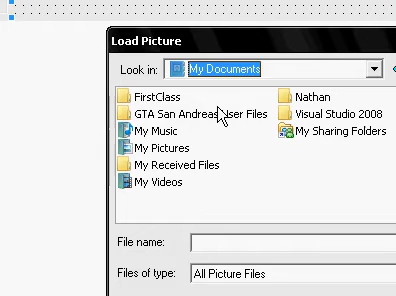 Load Picture
Look in: My Documents
FirstClass
GTA San Andreas User Files
My Music
My Pictures
My Received Files
My Videos
Nathan
Visual Studio 2008
My Sharing Folders
File name:
Files of type: All Picture Files